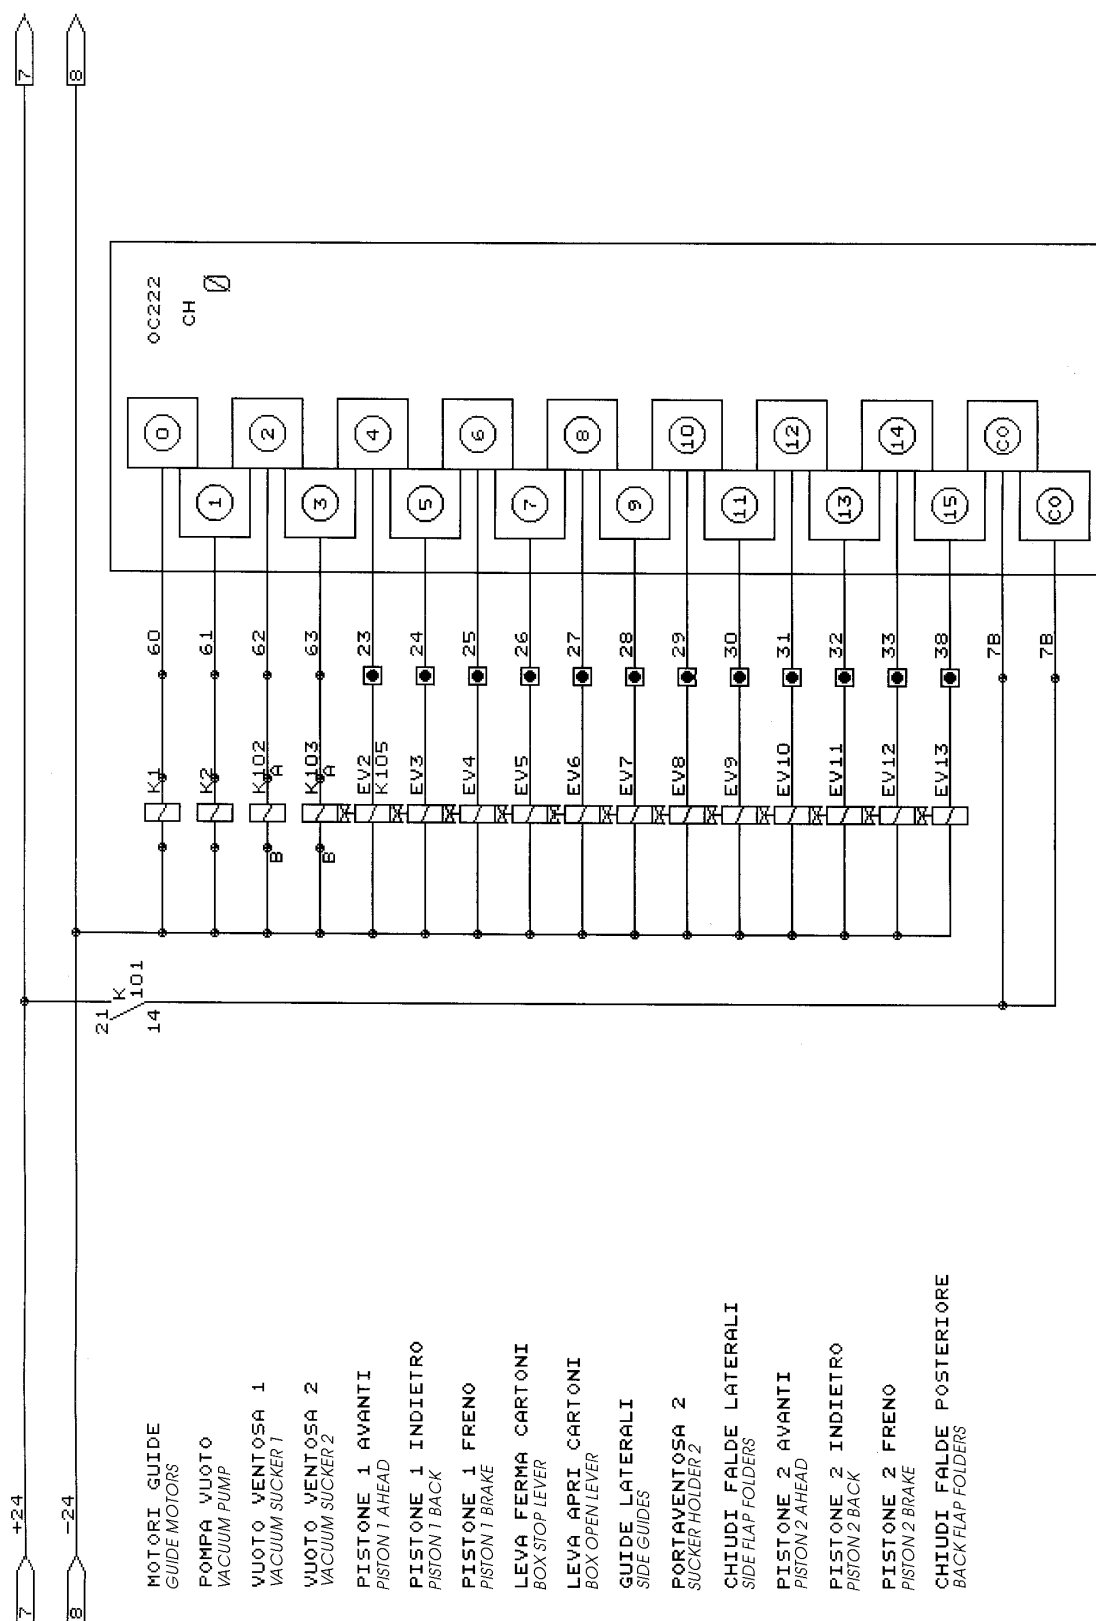 7
+24
7
8
-24
8
21
K
101
14
OC222
CH
0
MOTORI GUIDE
GUIDE MOTORS
K1
60
0
POMPA VUOTO
VACUUM PUMP
K2
61
1
VUOTO VENTOSA 1
VACUUM SUCKER 1
B
K102
A
62
2
VUOTO VENTOSA 2
VACUUM SUCKER 2
B
K103
A
63
3
PISTONE 1 AVANTI
PISTON 1 AHEAD
EV2
K105
23
4
PISTONE 1 INDIETRO
PISTON 1 BACK
EV3
24
5
PISTONE 1 FRENO
PISTON 1 BRAKE
EV4
25
6
LEVA FERMA CARTONI
BOX STOP LEVER
EV5
26
7
LEVA APRI CARTONI
BOX OPEN LEVER
EV6
27
8
GUIDE LATERALI
SIDE GUIDES
EV7
28
9
PORTAVENTOSA 2
SUCKER HOLDER 2
EV8
29
10
CHIUDI FALDE LATERALI
SIDE FLAP FOLDERS
EV9
30
11
PISTONE 2 AVANTI
PISTON 2 AHEAD
EV10
31
12
PISTONE 2 INDIETRO
PISTON 2 BACK
EV11
32
13
PISTONE 2 FRENO
PISTON 2 BRAKE
EV12
33
14
CHIUDI FALDE POSTERIORE
BACK FLAP FOLDERS
EV13
38
15
7B
CO
7B
CO